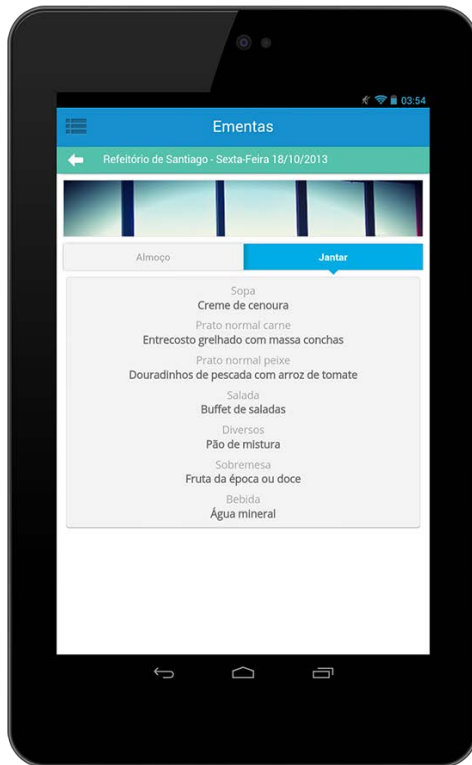 03:54
Ementas
Refeitório de Santiago - Sexta-Feira 18/10/2013
Almoço Jantar
Sopa
Creme de cenoura
Prato normal carne
Entrecosto grelhado com massa conchas
Prato normal peixe
Douradinhos de pescada com arroz de tomate
Salada
Buffet de saladas
Diversos
Pão de mistura
Sobremesa
Fruta da época ou doce
Bebida
Água mineral